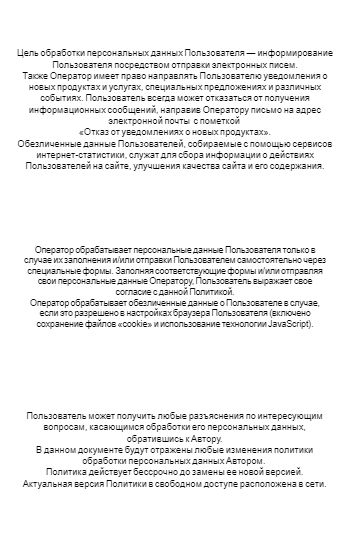 Цель обработки персональных данных Пользователя — информирование
Пользователя посредством отправки электронных писем.
Также Оператор имеет право направлять Пользователю уведомления о
новых продуктах и услугах, специальных предложениях и различных
событиях. Пользователь всегда может отказаться от получения
информационных сообщений, направив Оператору письмо на адрес
электронной почты с пометкой
«Отказ от уведомлениях о новых продуктах».
Обезличенные данные Пользователей, собираемые с помощью сервисов
интернет-статистики, служат для сбора информации о действиях
Пользователей на сайте, улучшения качества сайта и его содержания.
Оператор обрабатывает персональные данные Пользователя только в
случае их заполнения и/или отправки Пользователем самостоятельно через
специальные формы. Заполняя соответствующие формы и/или отправляя
свои персональные данные Оператору, Пользователь выражает свое
согласие с данной Политикой.
Оператор обрабатывает обезличенные данные о Пользователе в случае,
если это разрешено в настройках браузера Пользователя (включено
сохранение файлов «cookie» и использование технологии JavaScript).
Пользователь может получить любые разъяснения по интересующим
вопросам, касающимся обработки его персональных данных,
обратившись к Автору.
В данном документе будут отражены любые изменения политики
обработки персональных данных Автором.
Политика действует бессрочно до замены ее новой версией.
Актуальная версия Политики в свободном доступе расположена в сети.